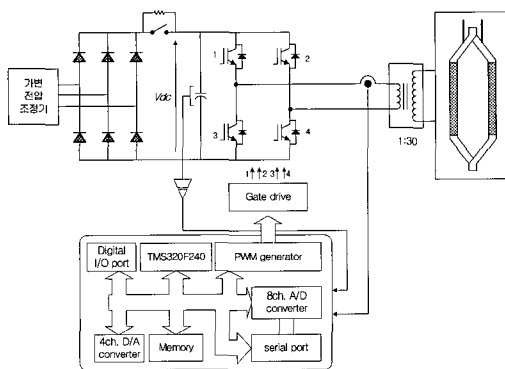 가변
전압
조정기
Vdc
1
2
3
4
1:30
1 2 3 4
Gate drive
Digital
I/O port
TMS320F240
PWM generator
8ch. A/D
converter
4ch. D/A
converter
Memory
serial port